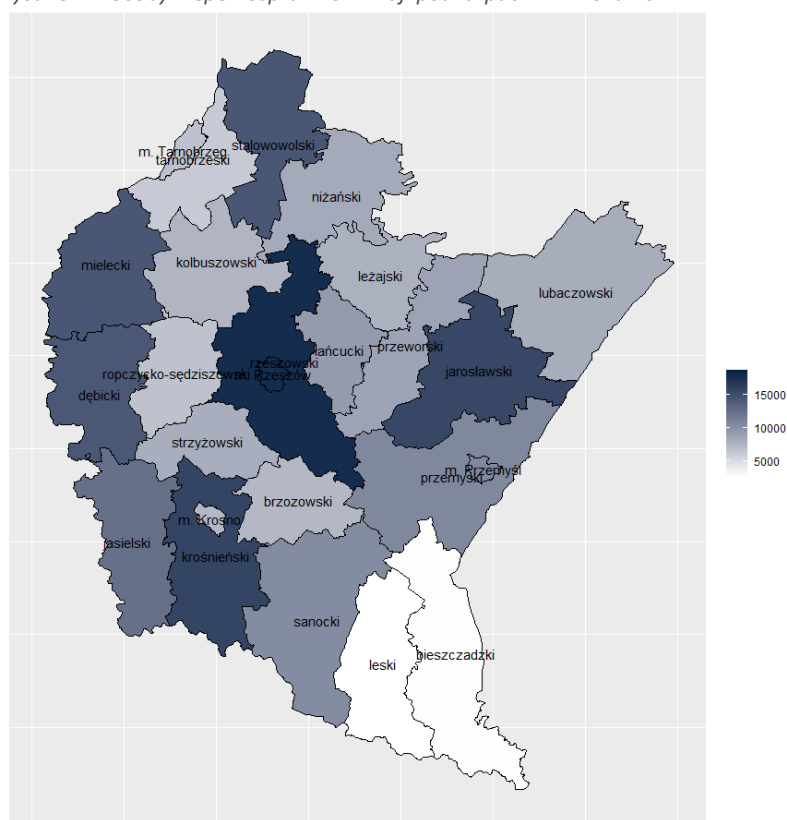 stalowowolski
m. Tarnobrzeg
tarnobrzeski
niżański
mielecki
kolbuszowski
leżajski
lubaczowski
łańcucki
przeworski
rzeszowski
ropczycko-sędziszowski
m. Rzeszów
jarosławski
dębicki
15000
10000
5000
strzyżowski
m. Przemyśl
przemyski
brzozowski
m. Krosno
jasielski
krośnieński
sanocki
bieszczadzki
leski